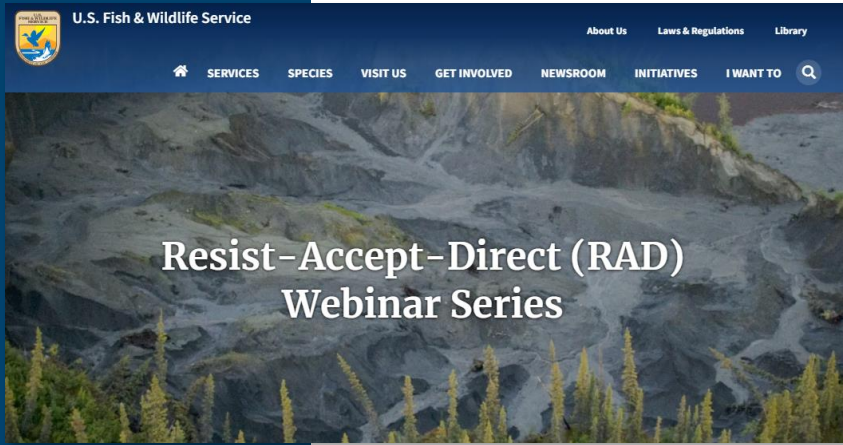 U.S. Fish & Wildlife Service
About Us Laws & Regulations Library
SERVICES SPECIES VISIT US GET INVOLVED NEWSROOM INITIATIVES I WANT TO
Resist-Accept-Direct (RAD)
Webinar Series